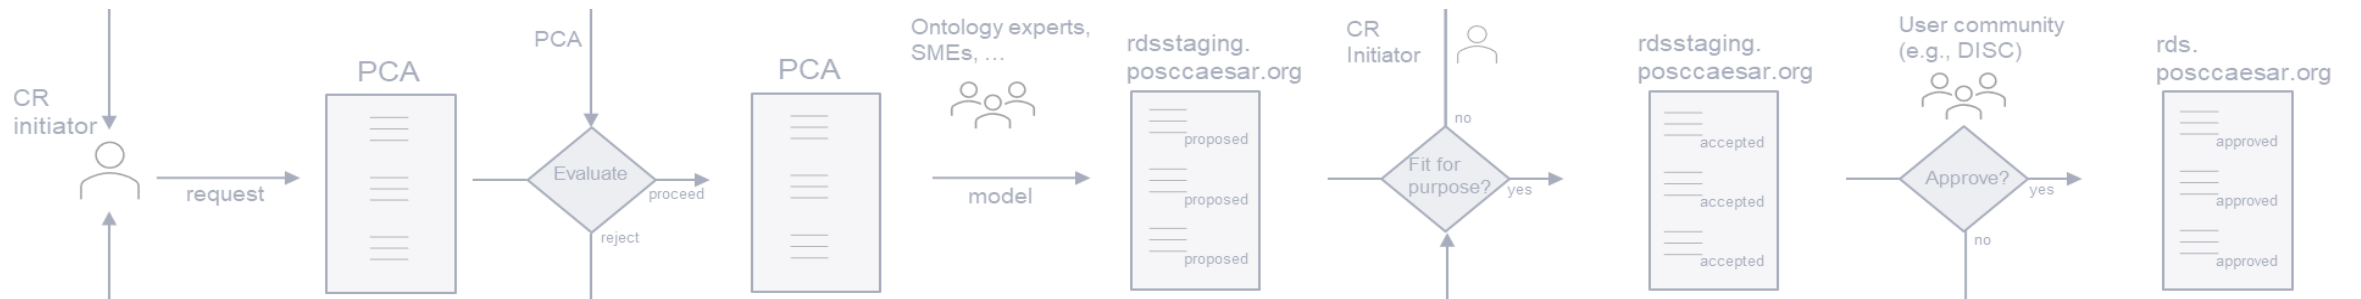 CR
initiator
request
PCA
PCA
Evaluate
proceed
reject
PCA
Ontology experts,
SMEs, ...
model
rdsstaging.
posccaesar.org
proposed
proposed
proposed
CR
Initiator
no
Fit for
purpose?
yes
rdsstaging.
posccaesar.org
accepted
accepted
accepted
User community
(e.g., DISC)
Approve?
yes
no
rds.
posccaesar.org
approved
approved
approved